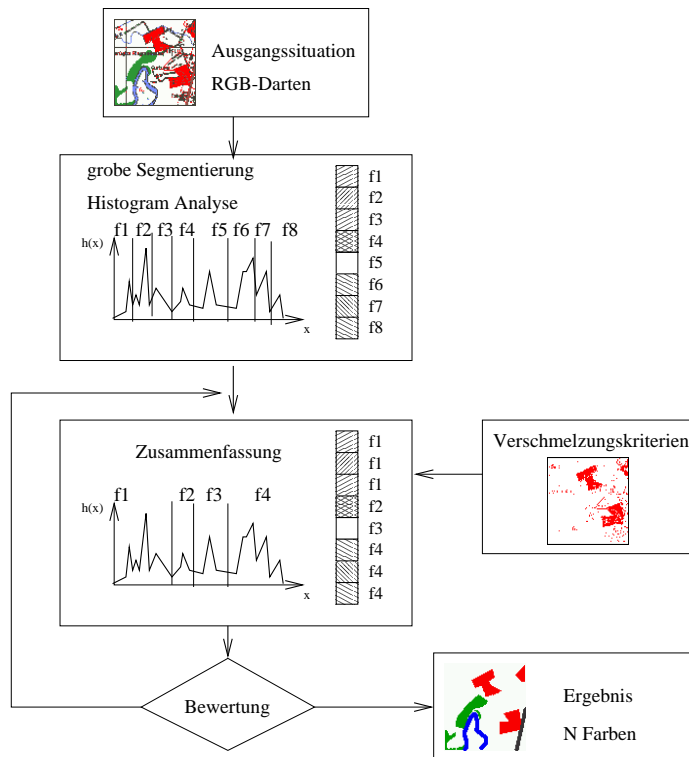 Ausgangssituation
RGB-Darten
grobe Segmentierung
Histogram Analyse
f1 f2 f3 f4 f5 f6 f7 f8
h(x)
x
f1
f2
f3
f4
f5
f6
f7
f8
Zusammenfassung
f1 f2 f3 f4
h(x)
x
f1
f1
f1
f2
f3
f4
f4
f4
Verschmelzungskriterien
Bewertung
Ergebnis
N Farben